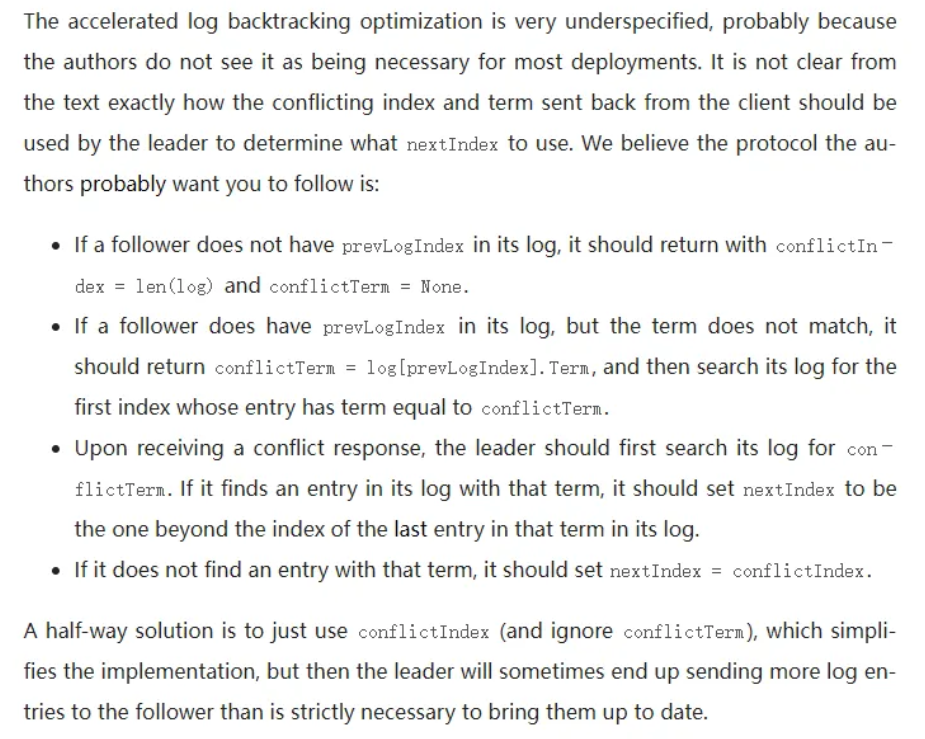 The accelerated log backtracking optimization is very underspecified, probably because
the authors do not see it as being necessary for most deployments. It is not clear from
the text exactly how the conflicting index and term sent back from the client should be
used by the leader to determine what nextIndex to use. We believe the protocol the au-
thors probably want you to follow is:
• If a follower does not have prevLogIndex in its log, it should return with conflictIn-
dex = len(log) and conflictTerm = None.
• If a follower does have prevLogIndex in its log, but the term does not match, it
should return conflictTerm = log[prevLogIndex].Term, and then search its log for the
first index whose entry has term equal to conflictTerm.
• Upon receiving a conflict response, the leader should first search its log for con-
flictTerm. If it finds an entry in its log with that term, it should set nextIndex to be
the one beyond the index of the last entry in that term in its log.
• If it does not find an entry with that term, it should set nextIndex = conflictIndex.
A half-way solution is to just use conflictIndex (and ignore conflictTerm), which simpli-
fies the implementation, but then the leader will sometimes end up sending more log en-
tries to the follower than is strictly necessary to bring them up to date.